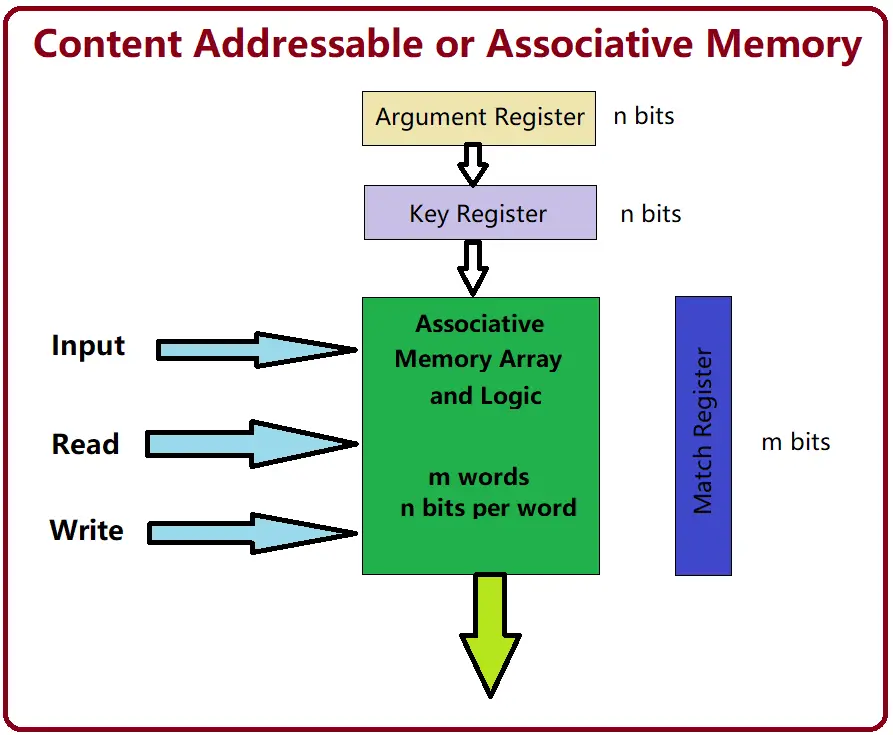 Content Addressable or Associative Memory
Argument Register
n bits
Key Register
n bits
Input
Read
Write
Associative
Memory Array
and Logic
m words
n bits per word
Match Register
m bits